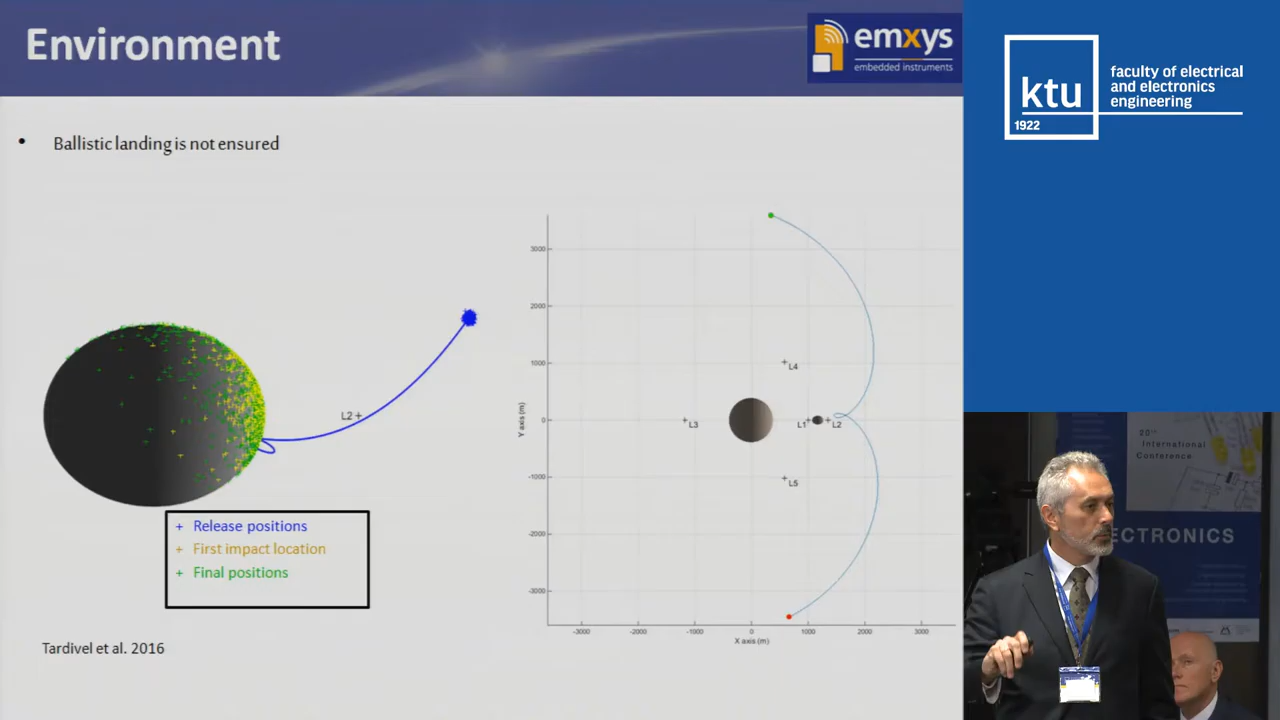 Environment
emxys
embedded instruments
• Ballistic landing is not ensured
L2
+ Release positions
+ First impact location
+ Final positions
Tardivel et al. 2016
3000
2000
1000
0
-1000
-2000
-3000
Y axis (m)
L4
L3
L1
L2
L5
-3000
-2000
-1000
0
1000
2000
3000
X axis (m)
ktu
1922
faculty of electrical
and electronics
engineering
20th
International
Conference
ECTRONICS